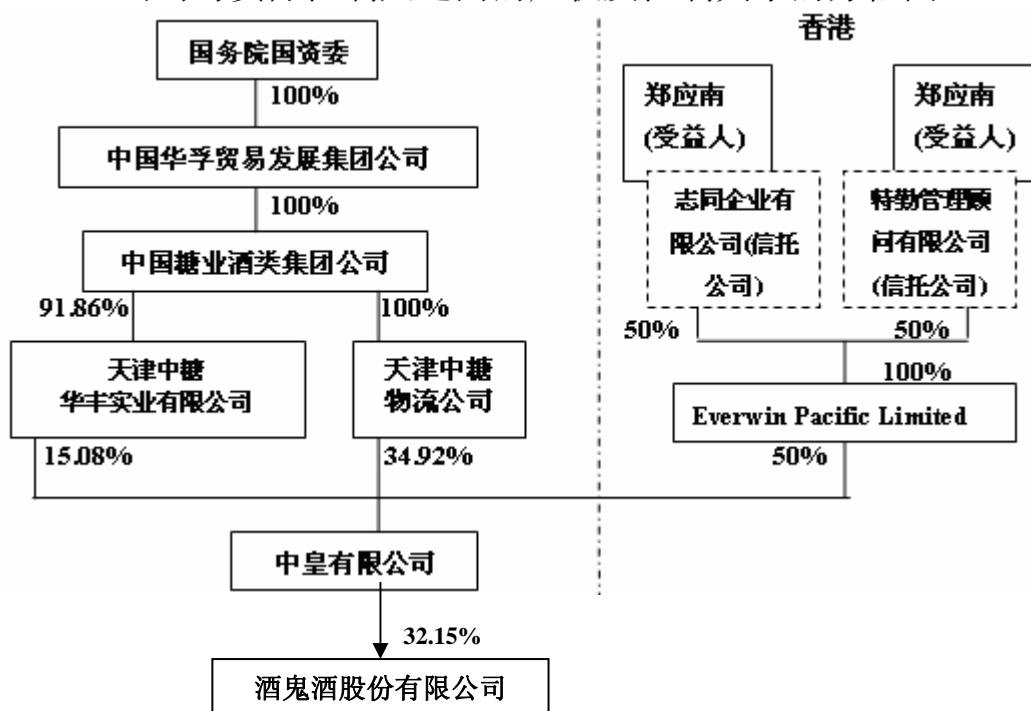 香港
国务院国资委
100%
中国华孚贸易发展集团公司
100%
中国糖业酒类集团公司
91.86%
100%
天津中糖
华丰实业有限公司
天津中糖
物流公司
15.08%
34.92%
郑应南
(受益人)
郑应南
(受益人)
志同企业有
限公司(信托
公司)
特勤管理顾
问有限公司
(信托公司)
50%
50%
100%
Everwin Pacific Limited
50%
中皇有限公司
32.15%
酒鬼酒股份有限公司